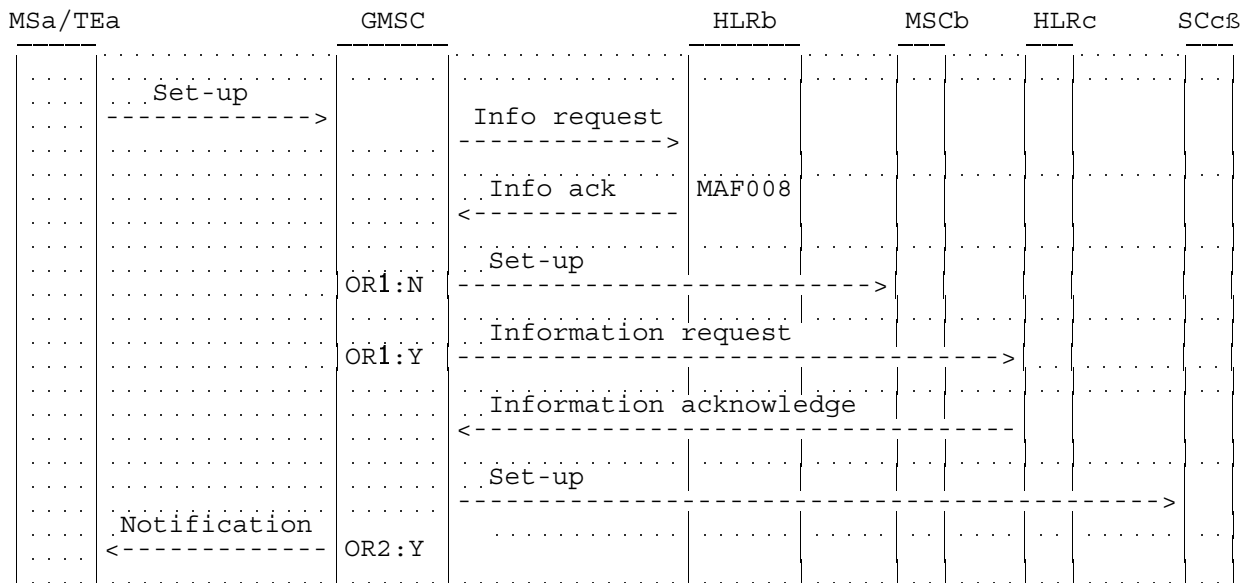 MSa/TEa GMSC HLRb MSCb HLRc SCcß
Set-up
Info request
Info ack MAF008
Set-up
OR1:N
Information request
OR1:Y
Information acknowledge
Set-up
Notification
OR2:Y